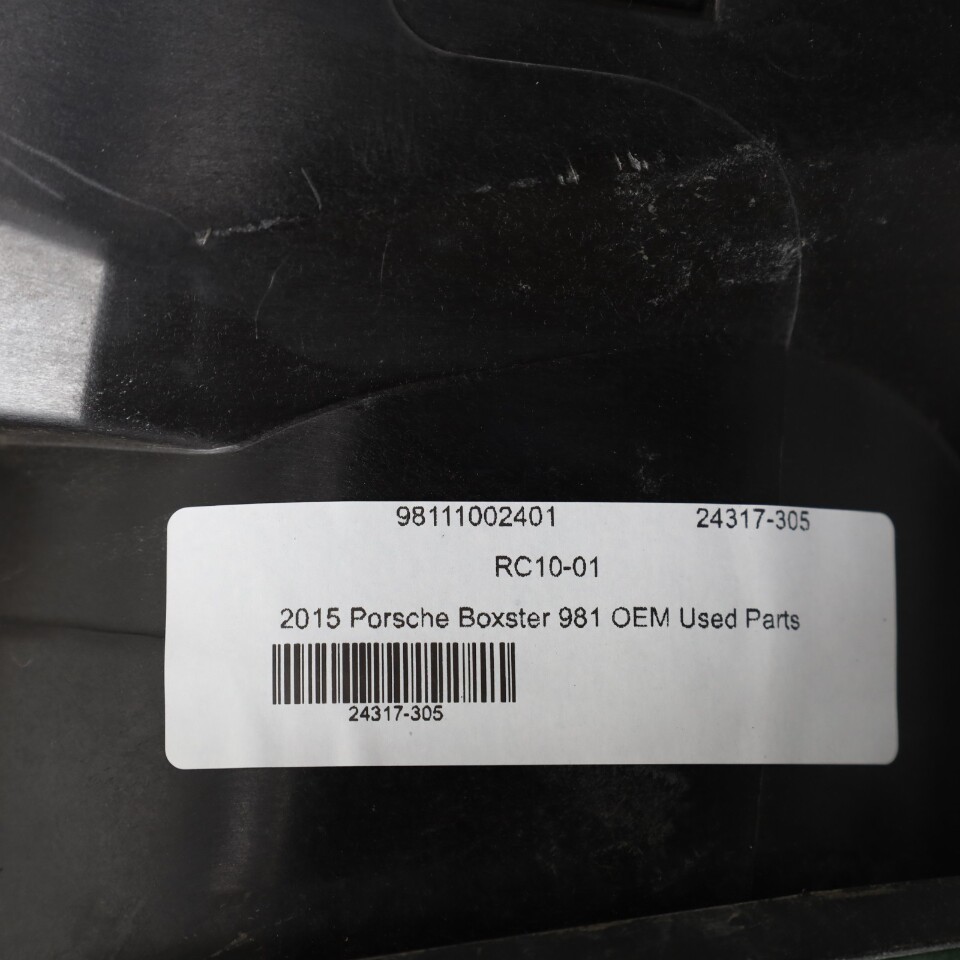 98111002401 24317-305
RC10-01
2015 Porsche Boxster 981 OEM Used Parts
24317-305